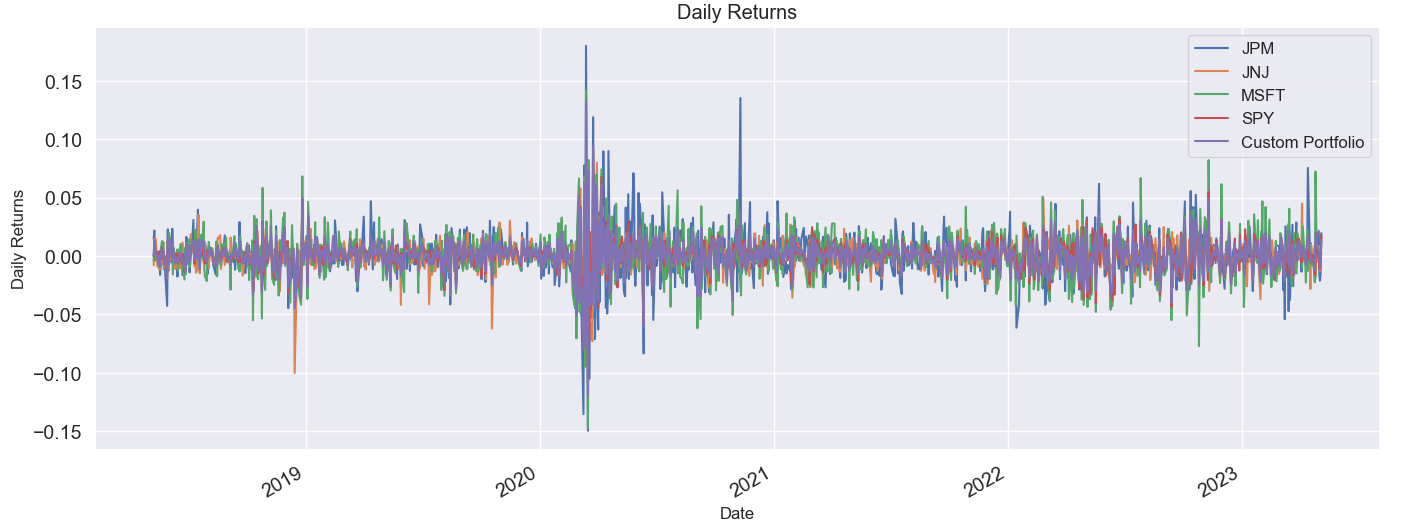 Daily Returns
JPM
JNJ
MSFT
SPY
Custom Portfolio
Daily Returns
0.15
0.10
0.05
0.00
−0.05
−0.10
−0.15
2019
2020
2021
2022
2023
Date